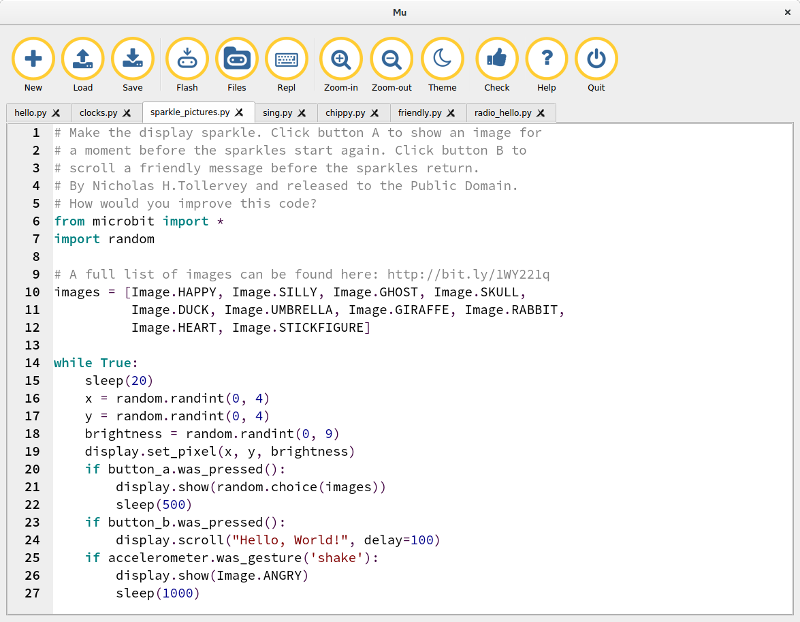 Mu
New Load Save Flash Files Repl Zoom-in Zoom-out Theme Check Help Quit
hello.py clocks.py sparkle_pictures.py sing.py chippy.py friendly.py radio_hello.py
1 # Make the display sparkle. Click button A to show an image for
2 # a moment before the sparkles start again. Click button B to
3 # scroll a friendly message before the sparkles return.
4 # By Nicholas H.Tollervey and released to the Public Domain.
5 # How would you improve this code?
6 from microbit import *
7 import random
8
9 # A full list of images can be found here: http://bit.ly/1WY221q
10 images = [Image.HAPPY, Image.SILLY, Image.GHOST, Image.SKULL,
11           Image.DUCK, Image.UMBRELLA, Image.GIRAFFE, Image.RABBIT,
12           Image.HEART, Image.STICKFIGURE]
13
14 while True:
15     sleep(20)
16     x = random.randint(0, 4)
17     y = random.randint(0, 4)
18     brightness = random.randint(0, 9)
19     display.set_pixel(x, y, brightness)
20     if button_a.was_pressed():
21         display.show(random.choice(images))
22         sleep(500)
23     if button_b.was_pressed():
24         display.scroll("Hello, World!", delay=100)
25     if accelerometer.was_gesture('shake'):
26         display.show(Image.ANGRY)
27         sleep(1000)